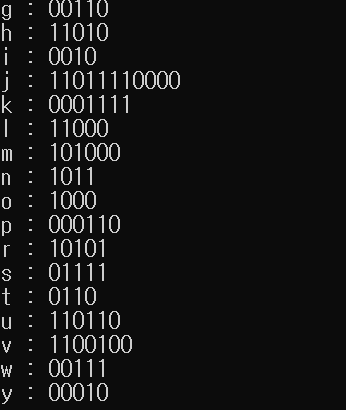 g : 00110
h : 11010
i : 0010
j : 11011110000
k : 0001111
l : 11000
m : 101000
n : 1011
o : 1000
p : 000110
r : 10101
s : 01111
t : 0110
u : 110110
v : 1100100
w : 00111
y : 00010